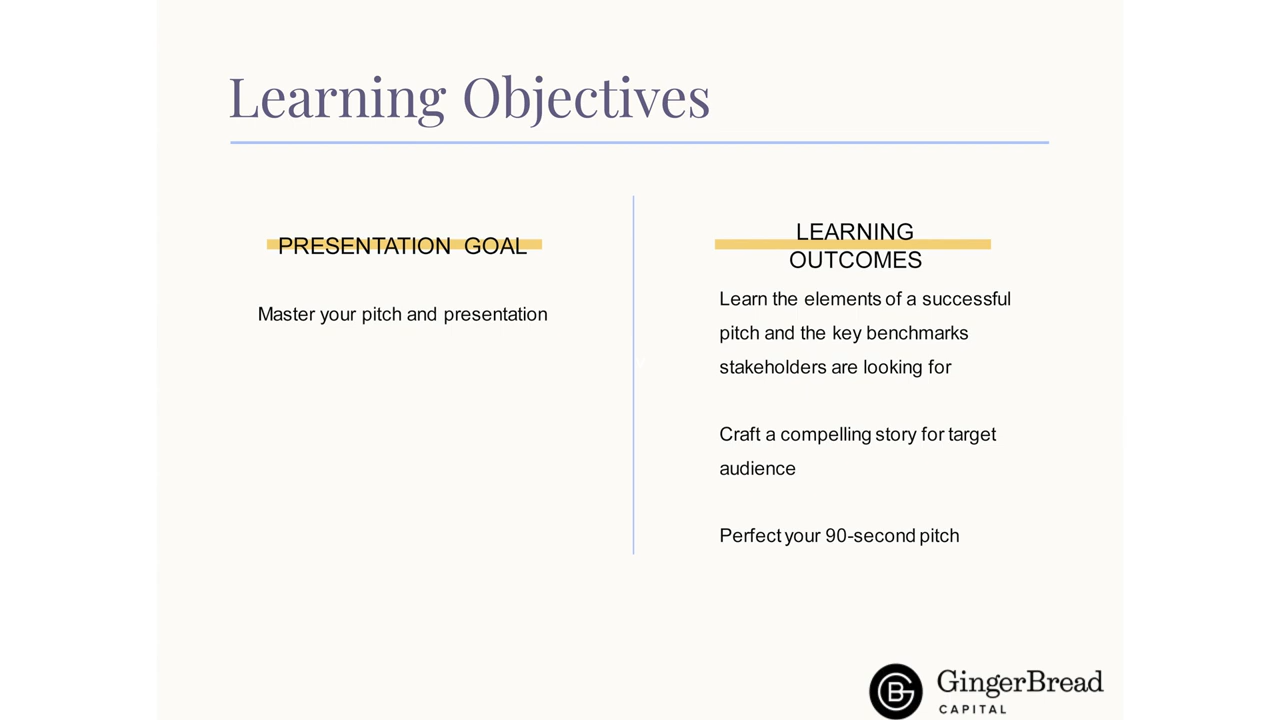 Learning Objectives
PRESENTATION GOAL
Master your pitch and presentation
LEARNING
OUTCOMES
Learn the elements of a successful
pitch and the key benchmarks
stakeholders are looking for
Craft a compelling story for target
audience
Perfect your 90-second pitch
GingerBread
CAPITAL